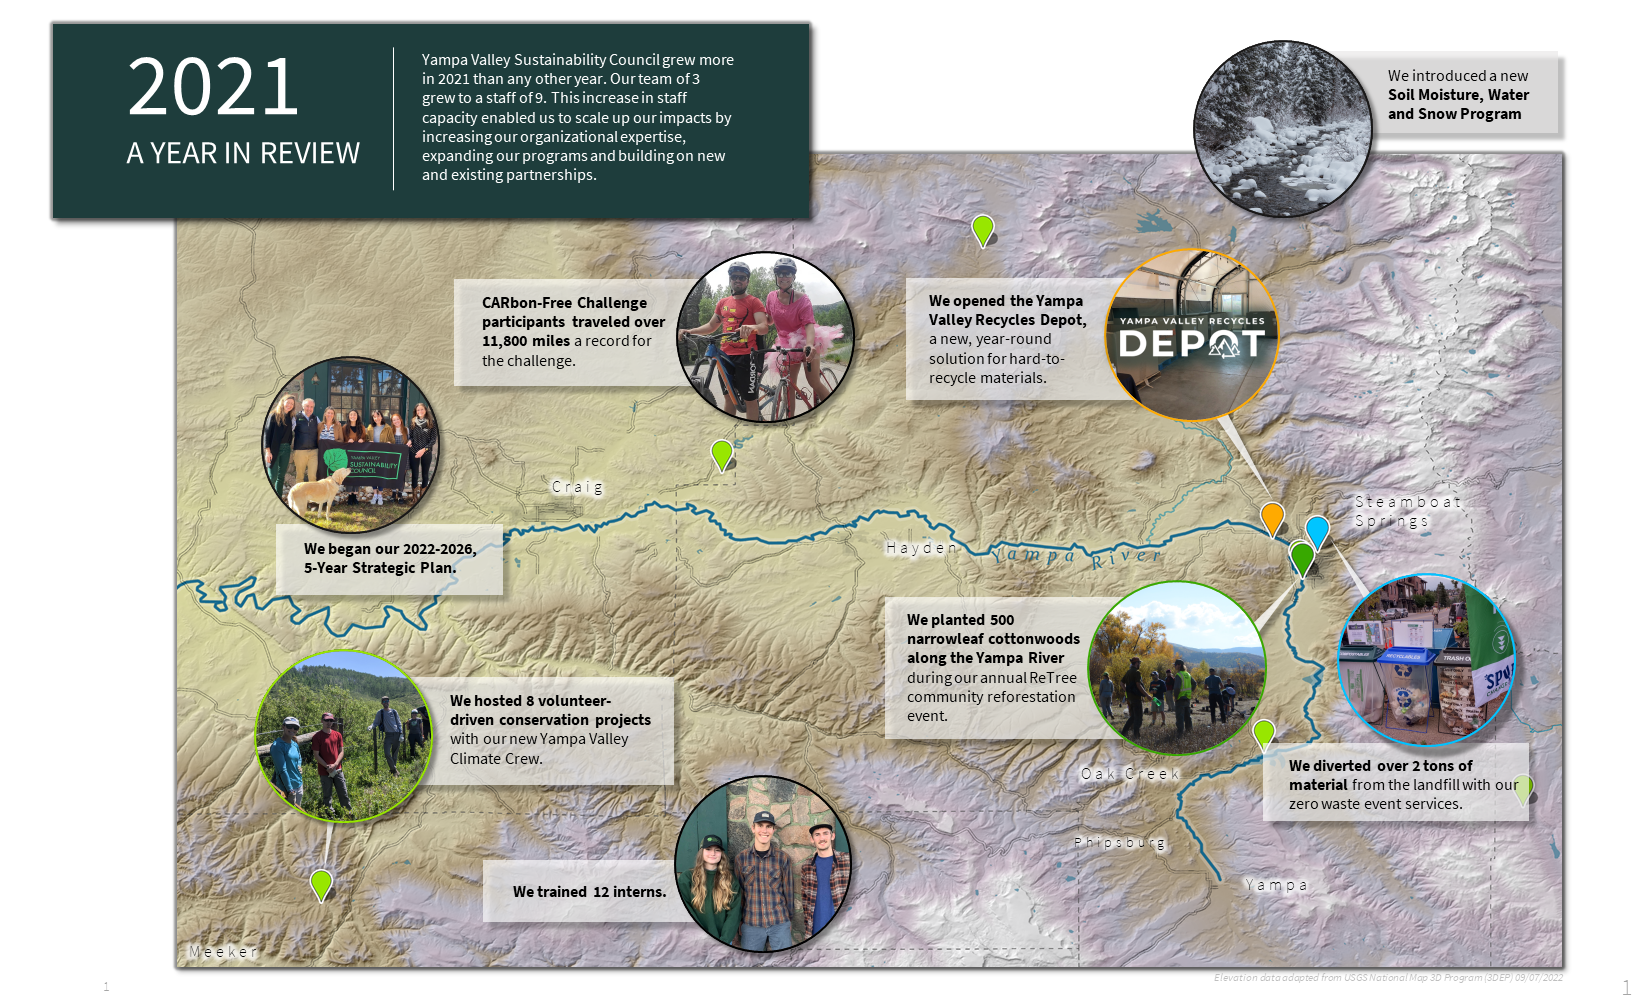 2021
A YEAR IN REVIEW
Yampa Valley Sustainability Council grew more
in 2021 than any other year. Our team of 3
grew to a staff of 9. This increase in staff
capacity enabled us to scale up our impacts by
increasing our organizational expertise,
expanding our programs and building on new
and existing partnerships.
We introduced a new
Soil Moisture, Water
and Snow Program
CARbon-Free Challenge
participants traveled over
11,800 miles a record for
the challenge.
We opened the Yampa
Valley Recycles Depot,
a new, year-round
solution for hard-to-
recycle materials.
YAMPA VALLEY RECYCLES
DEPOT
YAMPA VALLEY
SUSTAINABILITY
COUNCIL
Craig
Steamboat
Springs
Hayden
Yampa River
We began our 2022-2026,
5-Year Strategic Plan.
We planted 500
narrowleaf cottonwoods
along the Yampa River
during our annual ReTree
community reforestation
event.
RECYCLABLES
TRASH O
We hosted 8 volunteer-
driven conservation projects
with our new Yampa Valley
Climate Crew.
We diverted over 2 tons of
material from the landfill with our
zero waste event services.
Oak Creek
Phipsburg
Yampa
We trained 12 interns.
Meeker
Elevation data adapted from USGS National Map 3D Program (3DEP) 09/07/2022
1
1